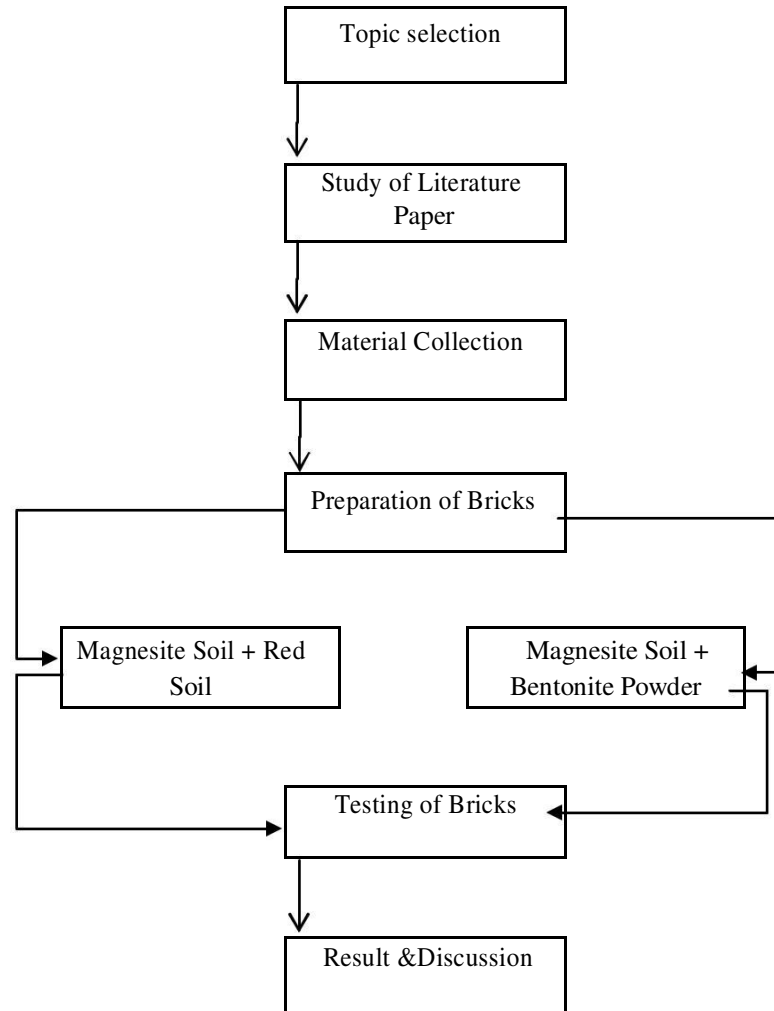 Topic selection
Study of Literature
Paper
Material Collection
Preparation of Bricks
Magnesite Soil + Red
Soil
Magnesite Soil +
Bentonite Powder
Testing of Bricks
Result &Discussion